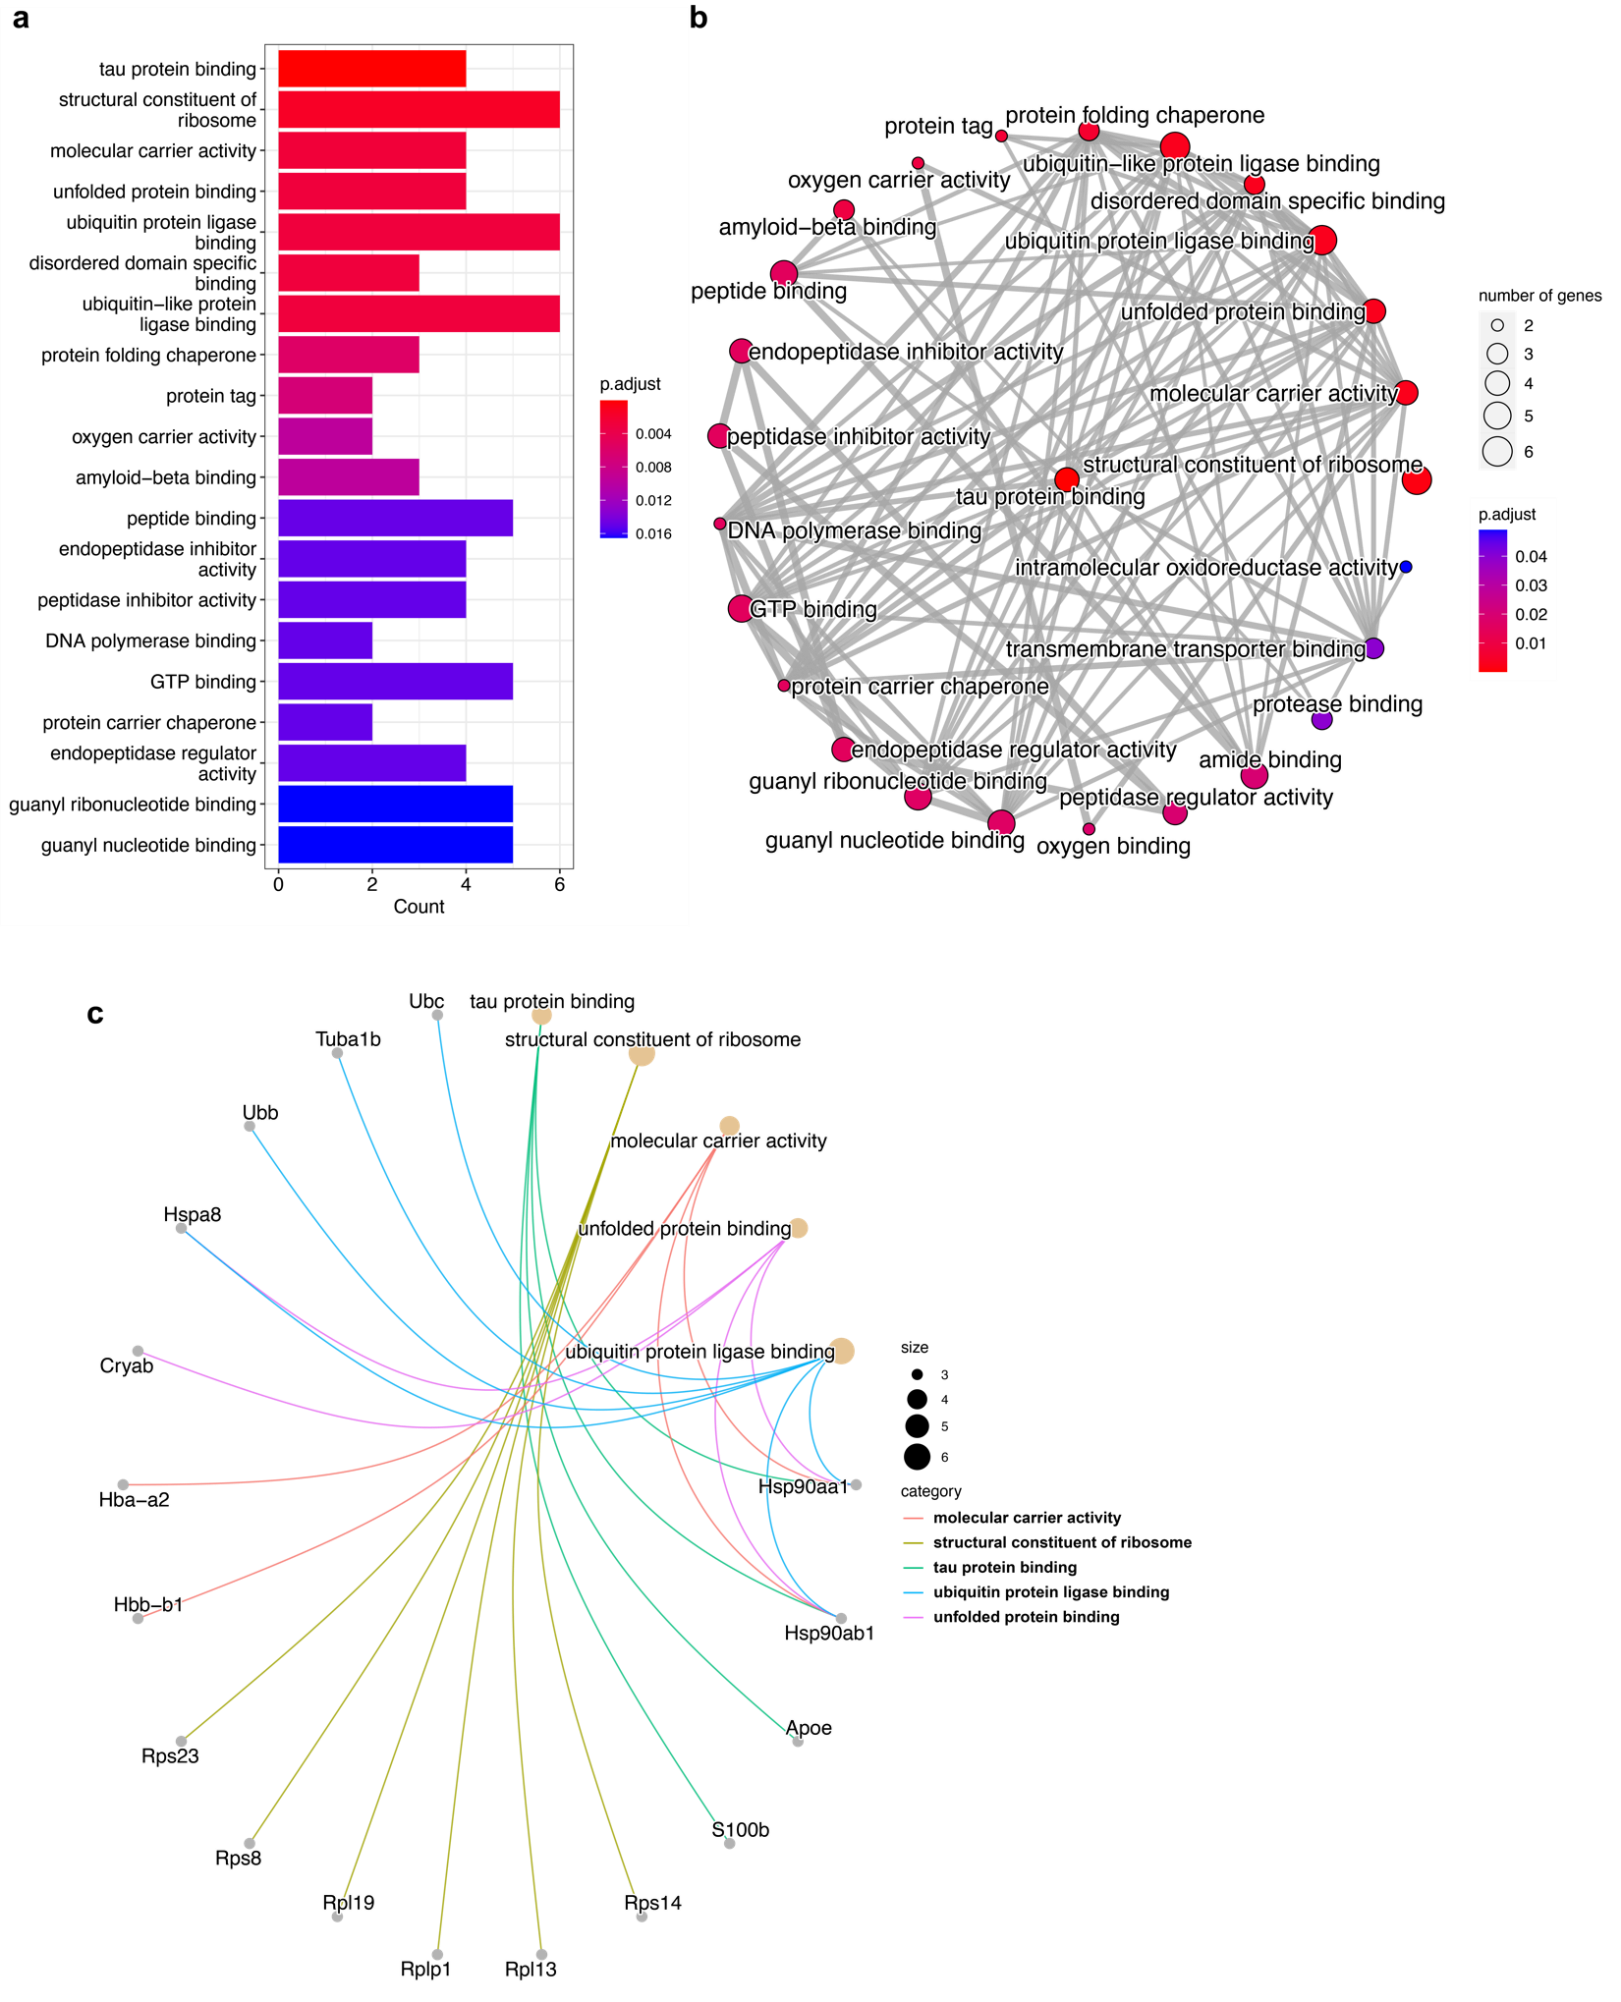 a
tau protein binding
structural constituent of
ribosome
molecular carrier activity
unfolded protein binding
ubiquitin protein ligase
binding
disordered domain specific
binding
ubiquitin−like protein
ligase binding
protein folding chaperone
protein tag
oxygen carrier activity
amyloid−beta binding
peptide binding
endopeptidase inhibitor
activity
peptidase inhibitor activity
DNA polymerase binding
GTP binding
protein carrier chaperone
endopeptidase regulator
activity
guanyl ribonucleotide binding
guanyl nucleotide binding
0 2 4 6
Count
p.adjust
0.004
0.008
0.012
0.016
b
protein folding chaperone
protein tag
ubiquitin−like protein ligase binding
oxygen carrier activity
disordered domain specific binding
amyloid−beta binding
ubiquitin protein ligase binding
peptide binding
unfolded protein binding
endopeptidase inhibitor activity
molecular carrier activity
peptidase inhibitor activity
structural constituent of ribosome
tau protein binding
DNA polymerase binding
intramolecular oxidoreductase activity
GTP binding
transmembrane transporter binding
protein carrier chaperone
protease binding
endopeptidase regulator activity
amide binding
guanyl ribonucleotide binding
peptidase regulator activity
guanyl nucleotide binding
oxygen binding
number of genes
2
3
4
5
6
p.adjust
0.04
0.03
0.02
0.01
c
Ubc
tau protein binding
Tuba1b
structural constituent of ribosome
Ubb
molecular carrier activity
Hspa8
unfolded protein binding
Cryab
ubiquitin protein ligase binding
Hba−a2
Hsp90aa1
Hbb−b1
Hsp90ab1
Rps23
Apoe
Rps8
S100b
Rpl19
Rps14
Rplp1
Rpl13
size
3
4
5
6
category
molecular carrier activity
structural constituent of ribosome
tau protein binding
ubiquitin protein ligase binding
unfolded protein binding